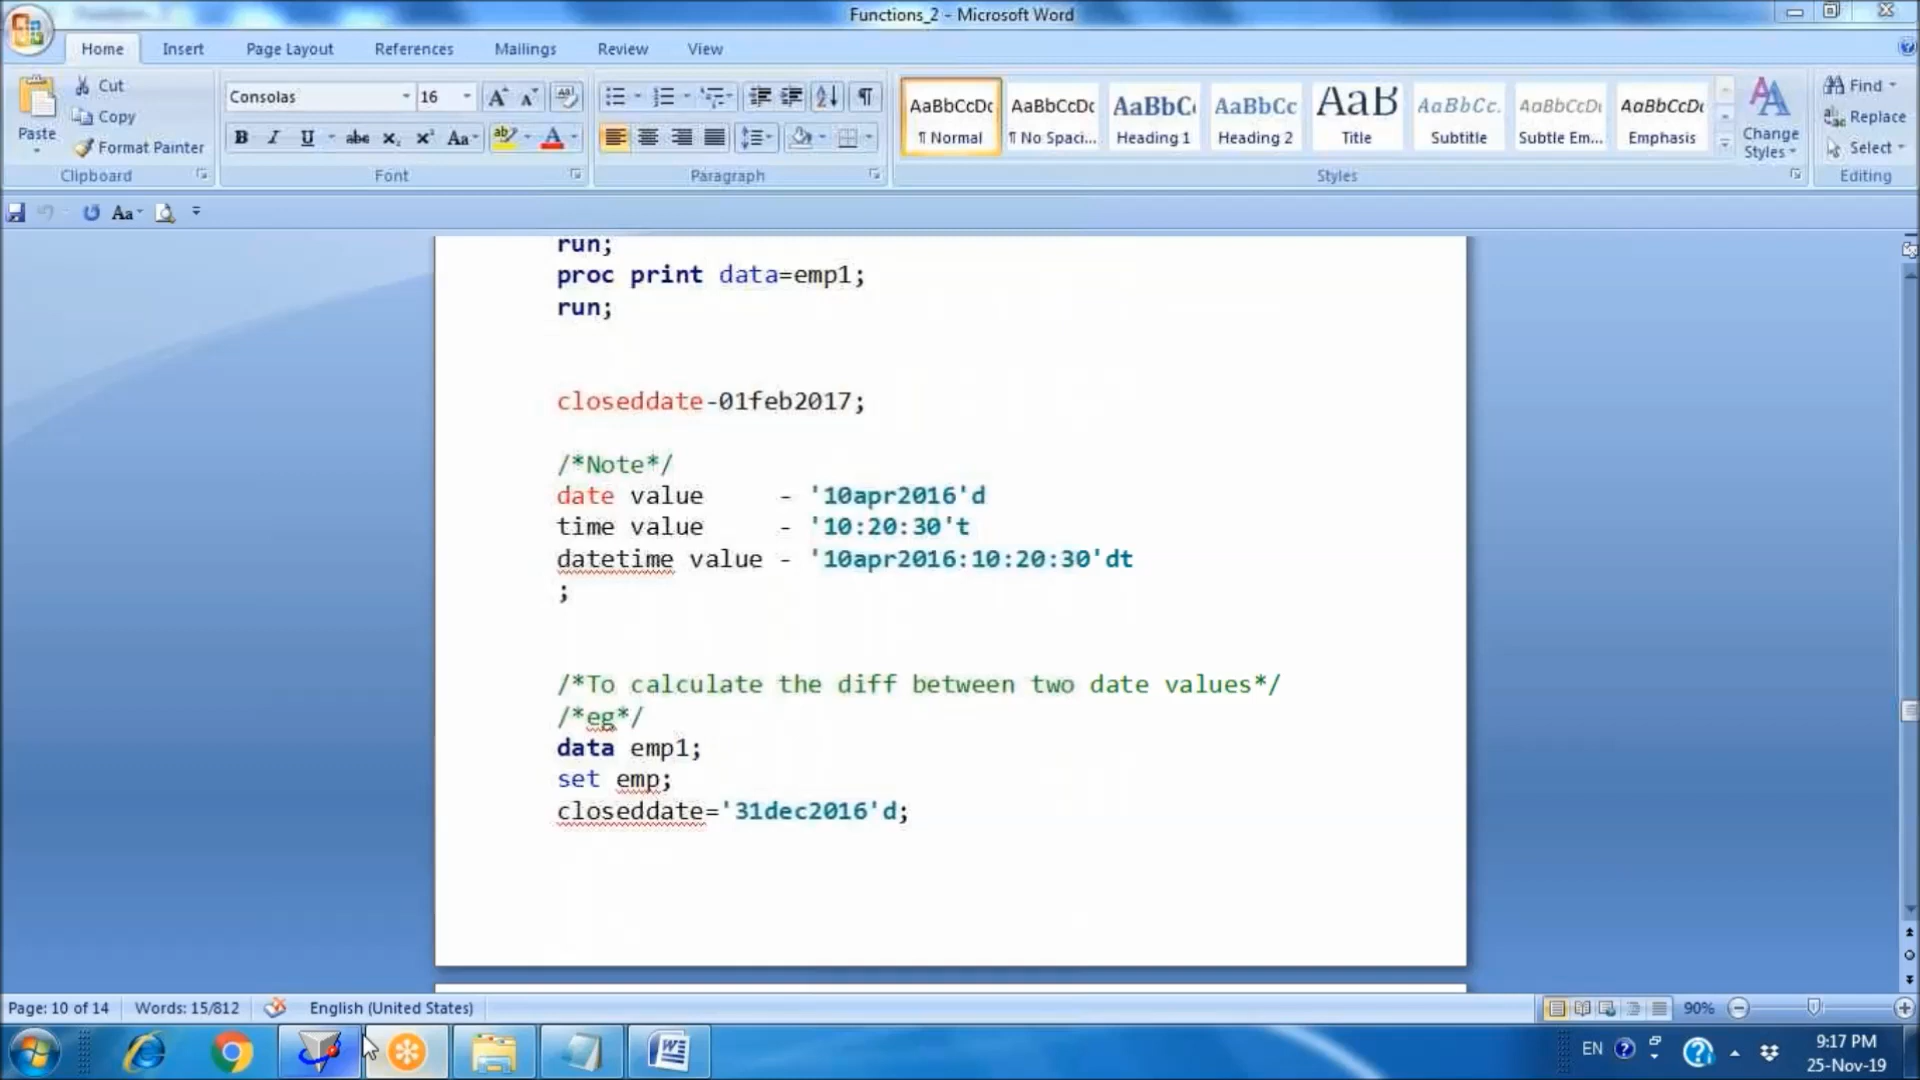 Functions_2 - Microsoft Word
Home Insert Page Layout References Mailings Review View
Paste
Cut
Copy
Format Painter
Clipboard
Consolas 16
B I U abc x₂ x² Aa
Font
Paragraph
AaBbCcDc AaBbCcDc AaBbC AaBbCc AaB AaBbCc. AaBbCcDi AaBbCcDi
¶ Normal ¶ No Spaci... Heading 1 Heading 2 Title Subtitle Subtle Em... Emphasis
Change Styles
Styles
Find
Replace
Select
Editing
Aa
run;
proc print data=emp1;
run;
closeddate-01feb2017;
/*Note*/
date value - '10apr2016'd
time value - '10:20:30't
datetime value - '10apr2016:10:20:30'dt
;
/*To calculate the diff between two date values*/
/*eg*/
data emp1;
set emp;
closeddate='31dec2016'd;
Page: 10 of 14 Words: 15/812 English (United States) 90%
EN 9:17 PM
25-Nov-19